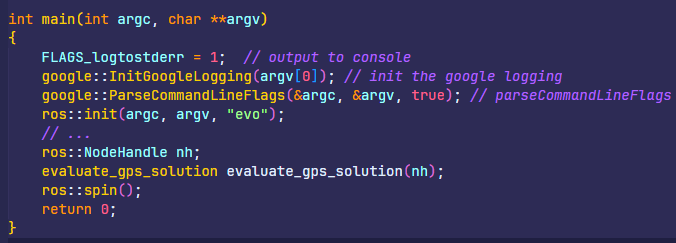 int main(int argc, char **argv)
{
    FLAGS_logtostderr = 1;  // output to console
    google::InitGoogleLogging(argv[0]); // init the google logging
    google::ParseCommandLineFlags(&argc, &argv, true); // parseCommandLineFlags
    ros::init(argc, argv, "evo");
    // ...
    ros::NodeHandle nh;
    evaluate_gps_solution evaluate_gps_solution(nh);
    ros::spin();
    return 0;
}